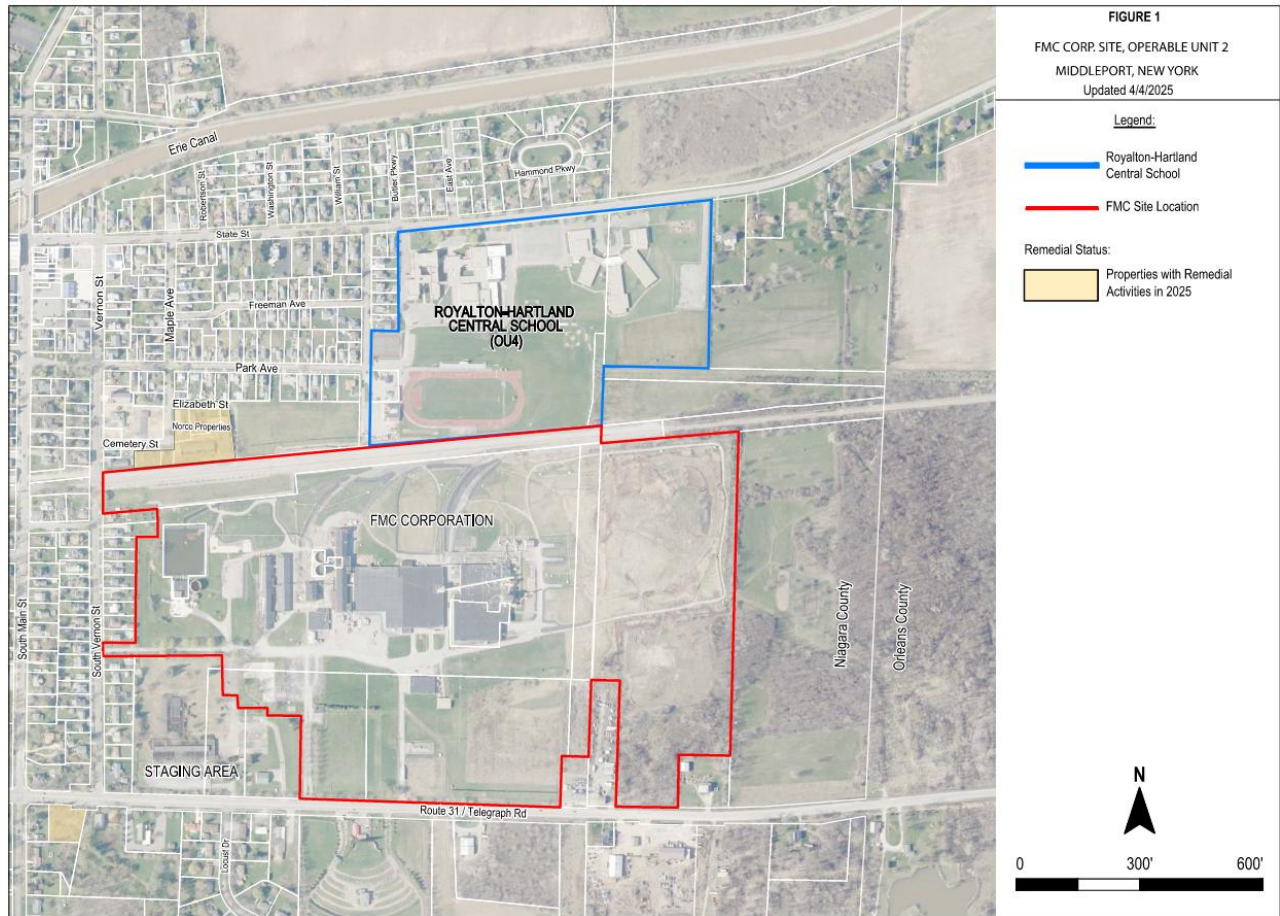 FIGURE 1
FMC CORP. SITE, OPERABLE UNIT 2
MIDDLEPORT, NEW YORK
Updated 4/4/2025
Legend:
Royalton-Hartland
Central School
FMC Site Location
Remedial Status:
Properties with Remedial
Activities in 2025
N
0 300' 600'
Erie Canal
Robertson St
Washington St
William St
Butler Pkwy
East Ave
Hammond Pkwy
State St
Vernon St
Maple Ave
Freeman Ave
ROYALTON-HARTLAND
CENTRAL SCHOOL
(OU4)
Park Ave
Elizabeth St
Norco Properties
Cemetery St
FMC CORPORATION
South Main St
South Vernon St
Niagara County
Orleans County
STAGING AREA
Route 31 / Telegraph Rd
Locust Dr